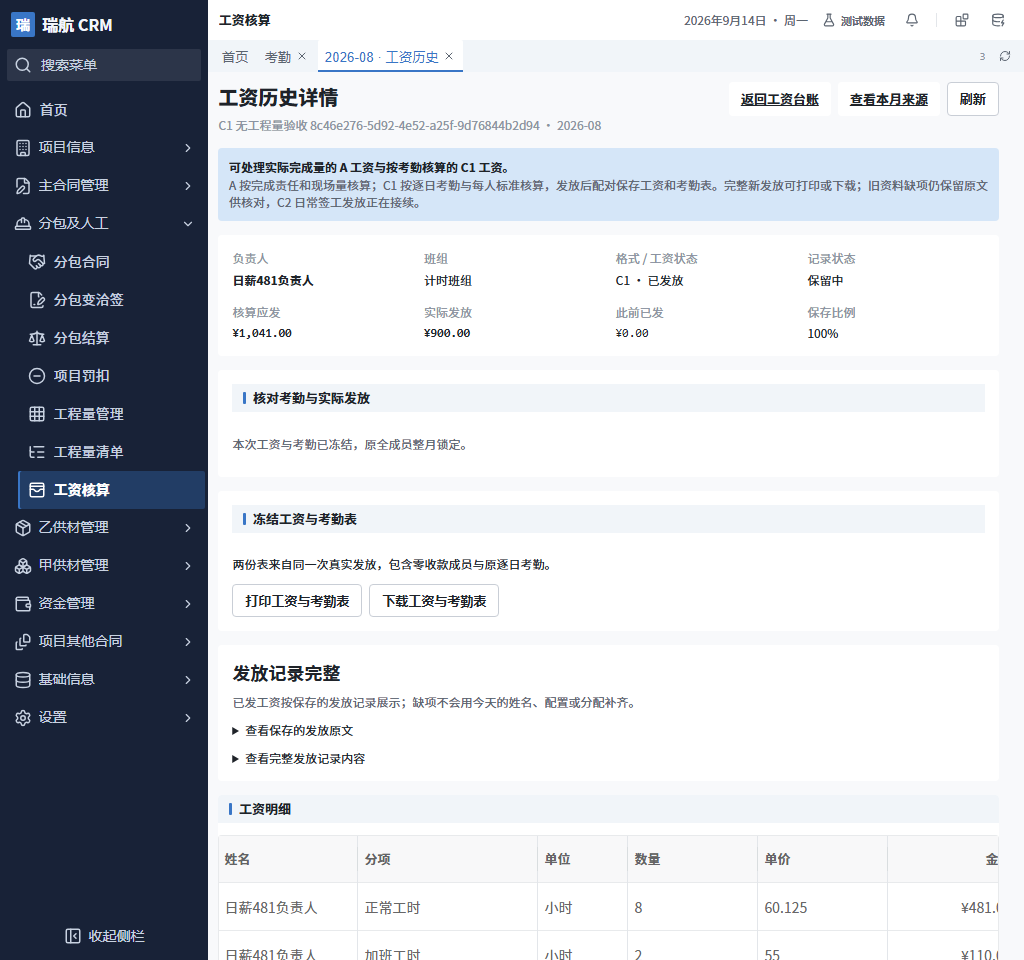 瑞 瑞航 CRM
搜索菜单
首页
项目信息
主合同管理
分包及人工
分包合同
分包变洽签
分包结算
项目罚扣
工程量管理
工程量清单
工资核算
乙供材管理
甲供材管理
资金管理
项目其他合同
基础信息
设置
收起侧栏
工资核算
2026年9月14日 · 周一 测试数据
首页 考勤 2026-08 · 工资历史 3
工资历史详情
返回工资台账 查看本月来源 刷新
C1 无工程量验收 8c46e276-5d92-4e52-a25f-9d76844b2d94 · 2026-08
可处理实际完成量的 A 工资与按考勤核算的 C1 工资。
A 按完成责任和现场量核算；C1 按逐日考勤与每人标准核算，发放后配对保存工资和考勤表。完整新发放可打印或下载；旧资料缺项仍保留原文
供核对，C2 日常签工发放正在接续。
负责人 班组 格式 / 工资状态 记录状态
日薪481负责人 计时班组 C1 · 已发放 保留中
核算应发 实际发放 此前已发 保存比例
¥1,041.00 ¥900.00 ¥0.00 100%
核对考勤与实际发放
本次工资与考勤已冻结，原全成员整月锁定。
冻结工资与考勤表
两份表来自同一次真实发放，包含零收款成员与原逐日考勤。
打印工资与考勤表 下载工资与考勤表
发放记录完整
已发工资按保存的发放记录展示；缺项不会用今天的姓名、配置或分配补齐。
查看保存的发放原文
查看完整发放记录内容
工资明细
姓名 分项 单位 数量 单价 金
日薪481负责人 正常工时 小时 8 60.125 ¥481.0
日薪481负责人 加班工时 小时 2 55 ¥110.0